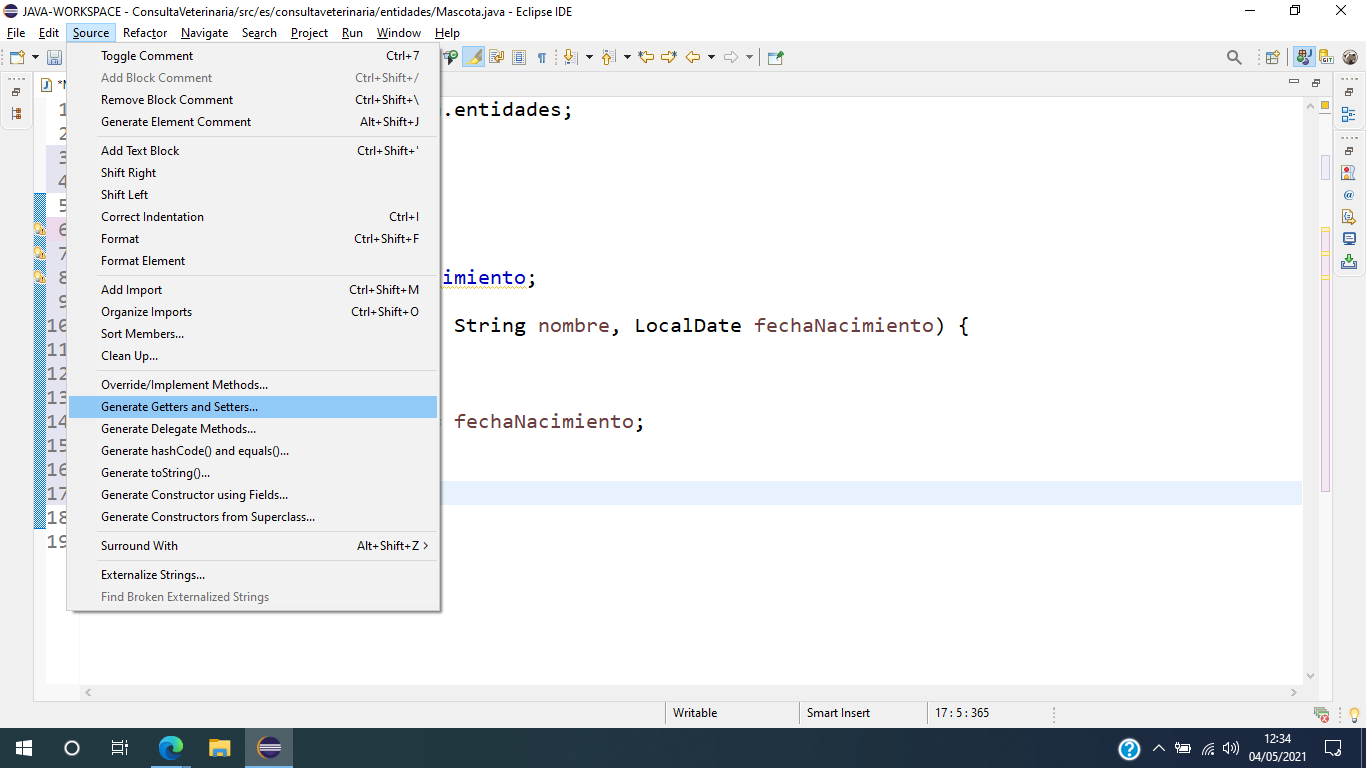 JAVA-WORKSPACE - ConsultaVeterinaria/src/es/consultaveterinaria/entidades/Mascota.java - Eclipse IDE
File Edit Source Refactor Navigate Search Project Run Window Help
Toggle Comment Ctrl+7
Add Block Comment Ctrl+Shift+/
Remove Block Comment Ctrl+Shift+\
Generate Element Comment Alt+Shift+J
Add Text Block Ctrl+Shift+'
Shift Right
Shift Left
Correct Indentation Ctrl+I
Format Ctrl+Shift+F
Format Element
Add Import Ctrl+Shift+M
Organize Imports Ctrl+Shift+O
Sort Members...
Clean Up...
Override/Implement Methods...
Generate Getters and Setters...
Generate Delegate Methods...
Generate hashCode() and equals()...
Generate toString()...
Generate Constructor using Fields...
Generate Constructors from Superclass...
Surround With Alt+Shift+Z >
Externalize Strings...
Find Broken Externalized Strings
1 .entidades;
2
3
4
5
6
7
8 imiento;
9
10 String nombre, LocalDate fechaNacimiento) {
11
12
13
14 fechaNacimiento;
15
16
17
18
19
Writable Smart Insert 17 : 5 : 365
12:34
04/05/2021